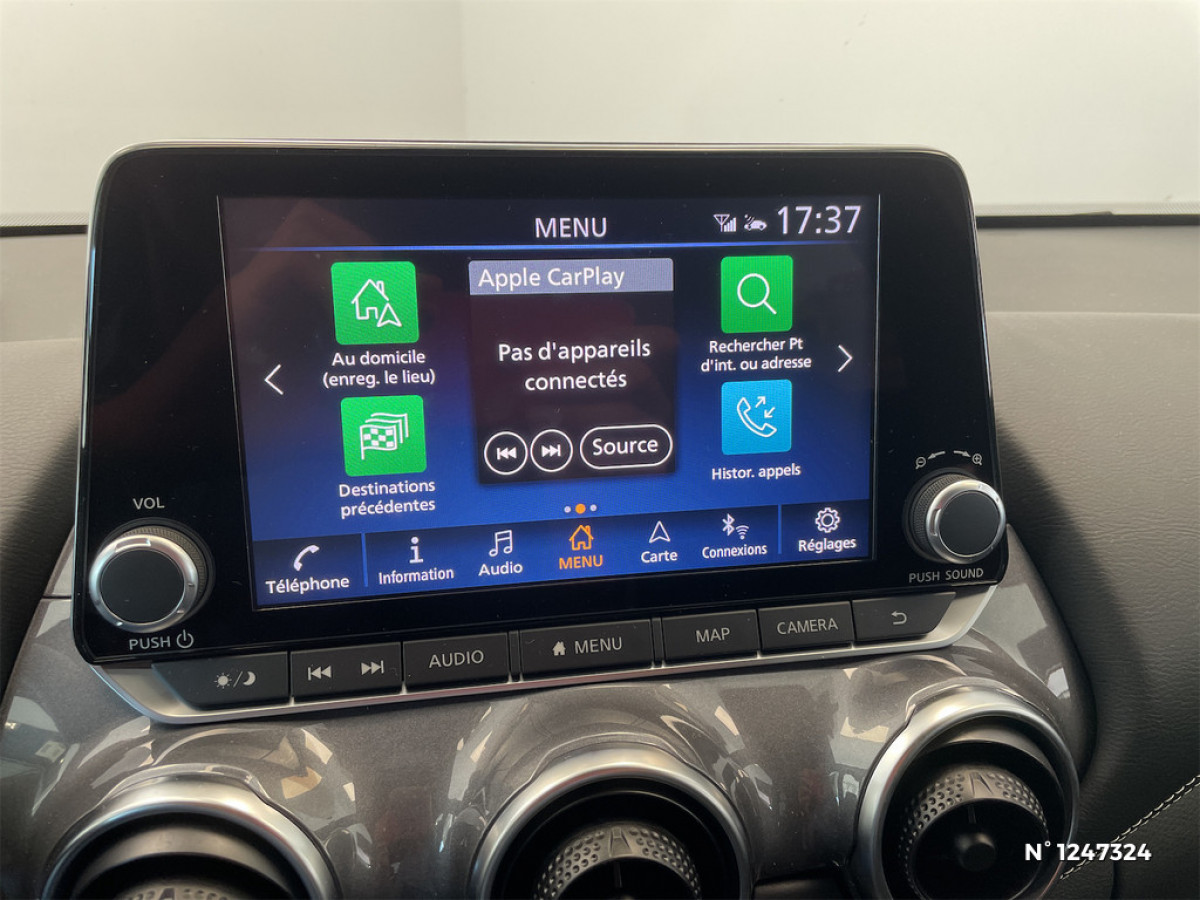 MENU
17:37
Apple CarPlay
Pas d'appareils
connectés
Source
Au domicile
(enreg. le lieu)
Destinations
précédentes
Rechercher Pt
d'int. ou adresse
Histor. appels
Téléphone
Information
Audio
MENU
Carte
Connexions
Réglages
VOL
PUSH
PUSH SOUND
AUDIO
MENU
MAP
CAMERA
N° 1247324